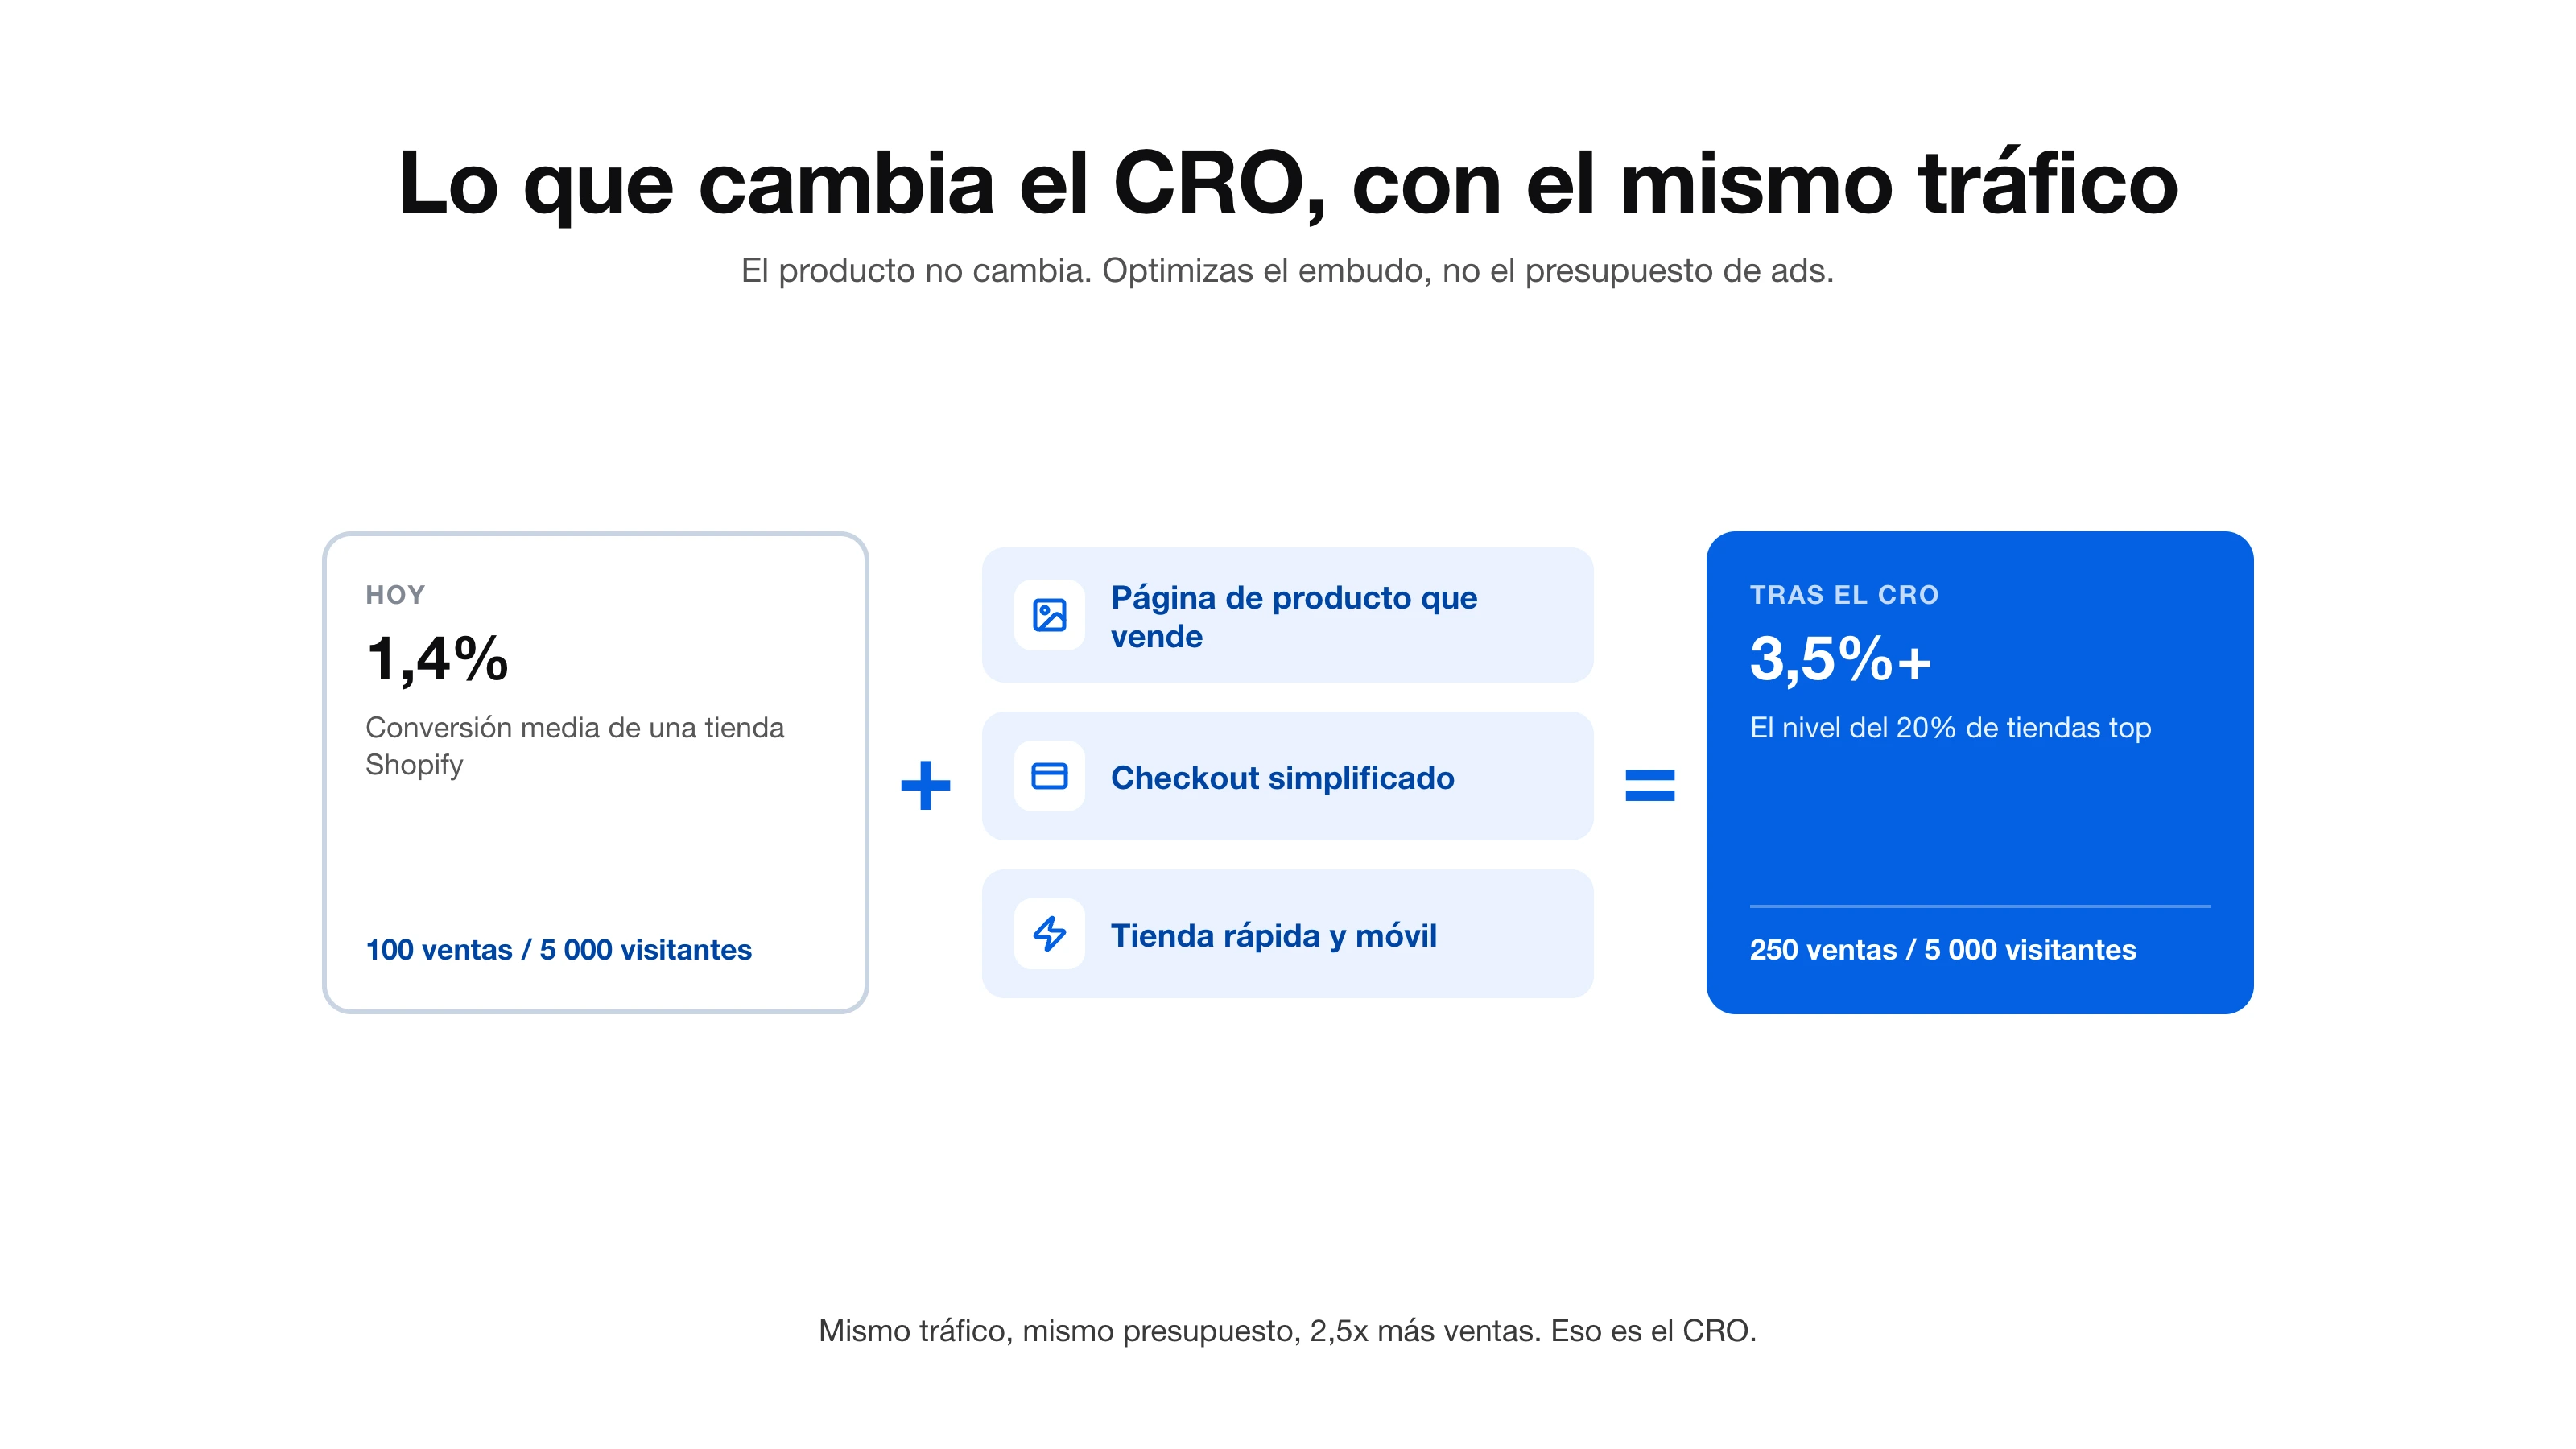 Lo que cambia el CRO, con el mismo tráfico
El producto no cambia. Optimizas el embudo, no el presupuesto de ads.
HOY
1,4%
Conversión media de una tienda
Shopify
100 ventas / 5 000 visitantes
+
Página de producto que
vende
Checkout simplificado
Tienda rápida y móvil
=
TRAS EL CRO
3,5%+
El nivel del 20% de tiendas top
250 ventas / 5 000 visitantes
Mismo tráfico, mismo presupuesto, 2,5x más ventas. Eso es el CRO.